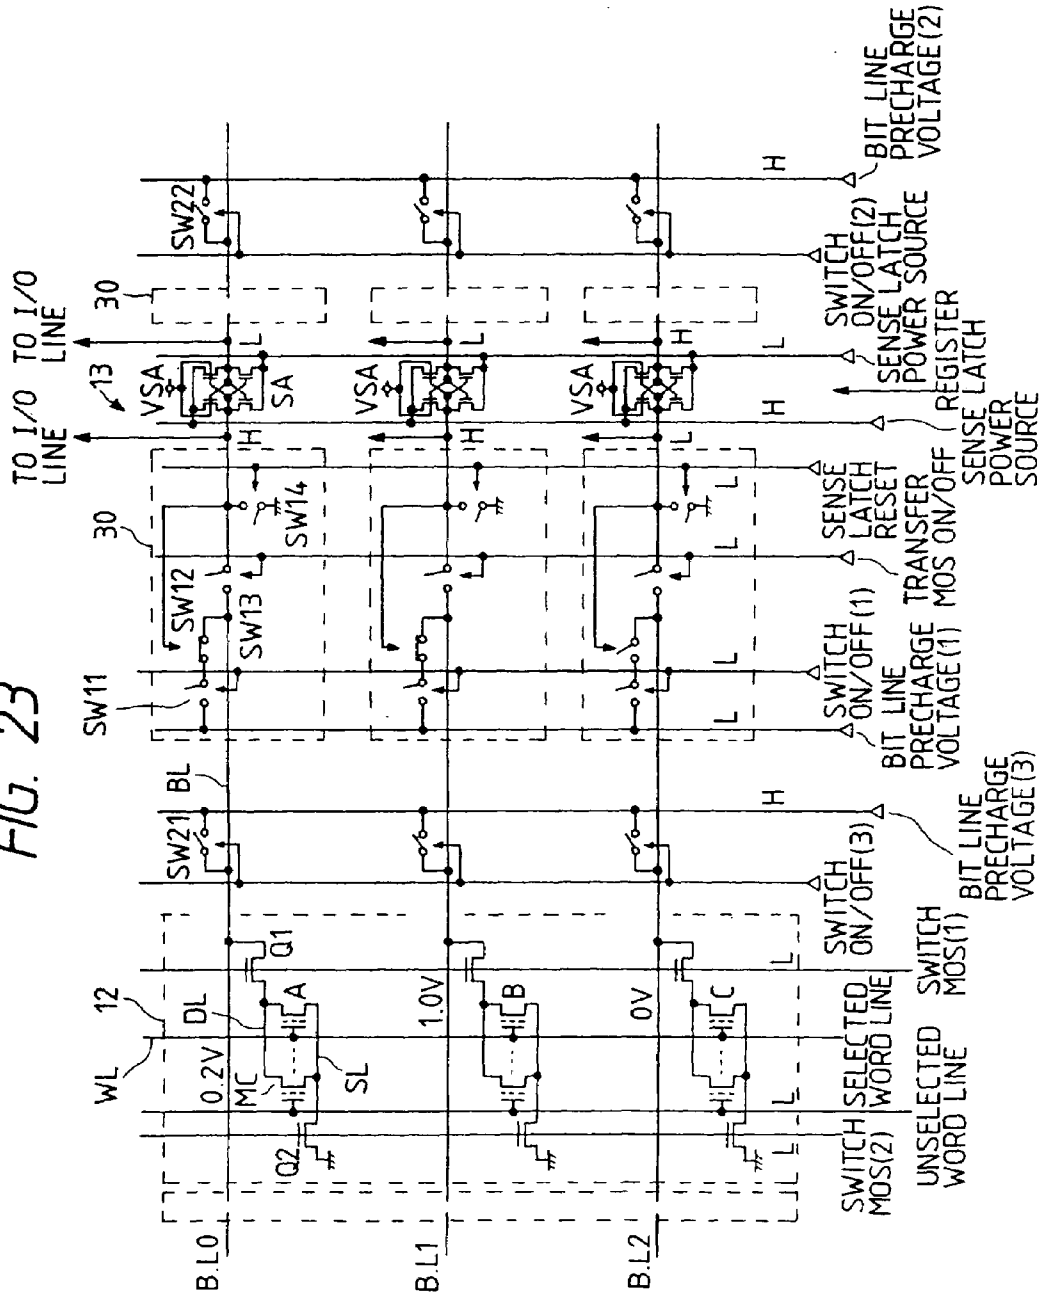 FIG. 23
TO I/O
LINE
TO I/O
LINE
13
30
30
VSA
VSA
VSA
SA
SW22
SW11
SW12
SW13
SW14
SW21
BL
WL
12
DL
0.2V
MC
A
SL
Q1
Q2
1.0V
B
0V
C
B.L0
B.L1
B.L2
H
L
H
L
L
H
L
L
L
H
L
L
L
L
H
L
H
L
H
SWITCH
MOS(2)
SELECTED
WORD LINE
UNSELECTED
WORD LINE
SWITCH
MOS(1)
SWITCH
ON/OFF(3)
BIT LINE
PRECHARGE
VOLTAGE(3)
BIT LINE
PRECHARGE
VOLTAGE(1)
SWITCH
ON/OFF(1)
TRANSFER
MOS ON/OFF
SENSE
LATCH
RESET
SENSE LATCH
POWER
SOURCE
REGISTER
SENSE LATCH
POWER SOURCE
SWITCH
ON/OFF(2)
BIT LINE
PRECHARGE
VOLTAGE(2)